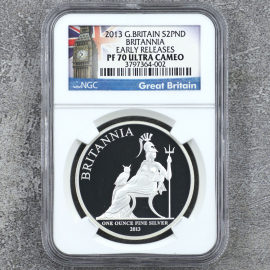 2013 G.BRITAIN S2PND
BRITANNIA
EARLY RELEASES
PF 70 ULTRA CAMEO
3797364-002
NGC
Great Britain
BRITANNIA
ONE OUNCE FINE SILVER
2013